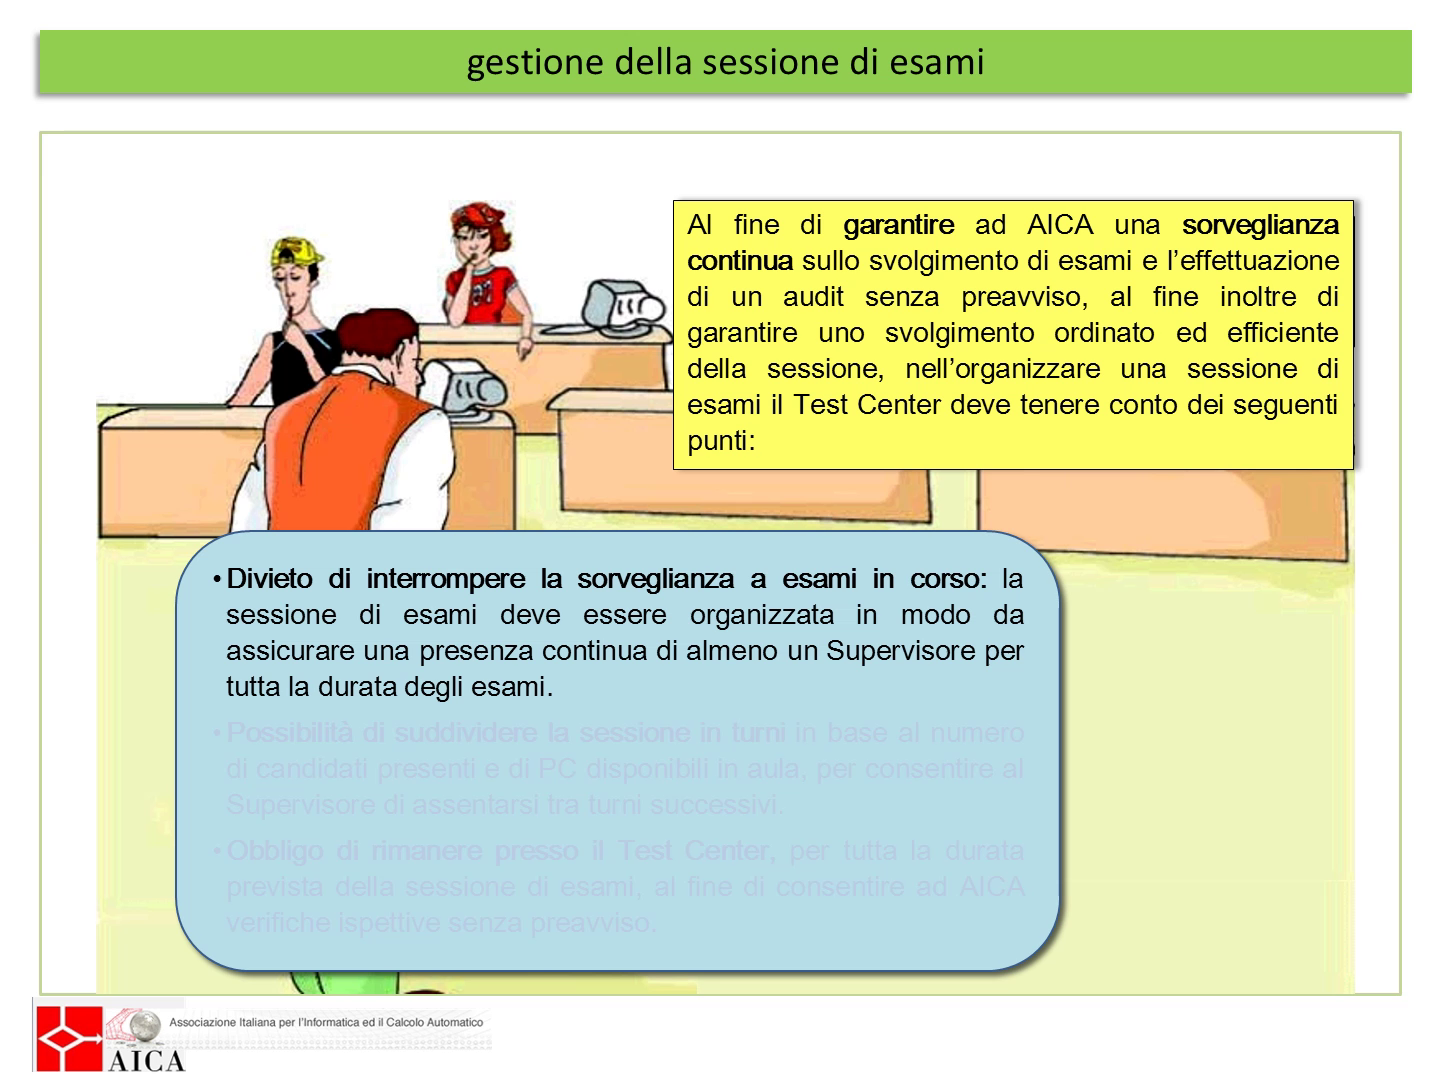 gestione della sessione di esami
Al fine di garantire ad AICA una sorveglianza
continua sullo svolgimento di esami e l’effettuazione
di un audit senza preavviso, al fine inoltre di
garantire uno svolgimento ordinato ed efficiente
della sessione, nell’organizzare una sessione di
esami il Test Center deve tenere conto dei seguenti
punti:
• Divieto di interrompere la sorveglianza a esami in corso: la
sessione di esami deve essere organizzata in modo da
assicurare una presenza continua di almeno un Supervisore per
tutta la durata degli esami.
• Possibilità di suddividere la sessione in turni in base al numero
di candidati presenti e di PC disponibili in aula, per consentire al
Supervisore di assentarsi tra turni successivi.
• Obbligo di rimanere presso il Test Center, per tutta la durata
prevista della sessione di esami, al fine di consentire ad AICA
verifiche ispettive senza preavviso.
Associazione Italiana per l'Informatica ed il Calcolo Automatico
AICA